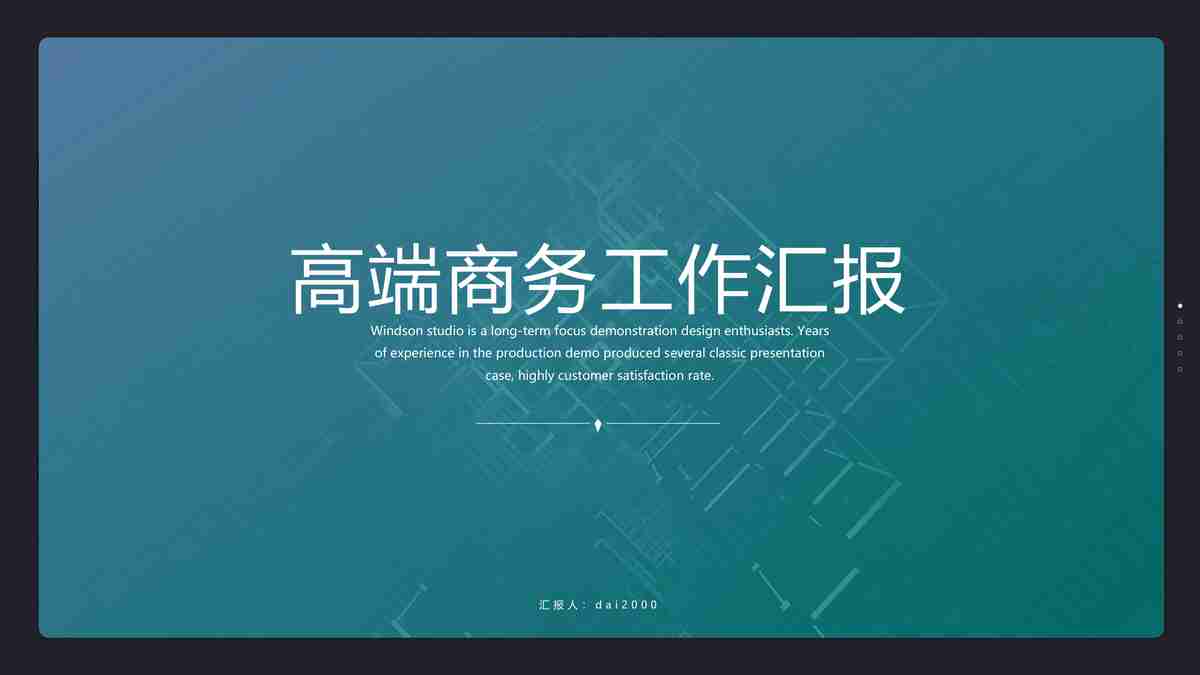 高端商务工作汇报
Windson studio is a long-term focus demonstration design enthusiasts. Years
of experience in the production demo produced several classic presentation
case, highly customer satisfaction rate.
汇报人：dai2000